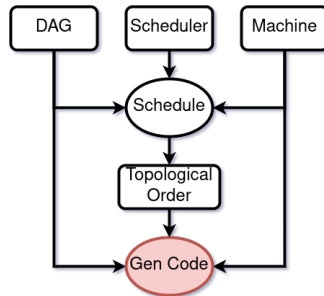 DAG
Scheduler
Machine
Schedule
Topological
Order
Gen Code